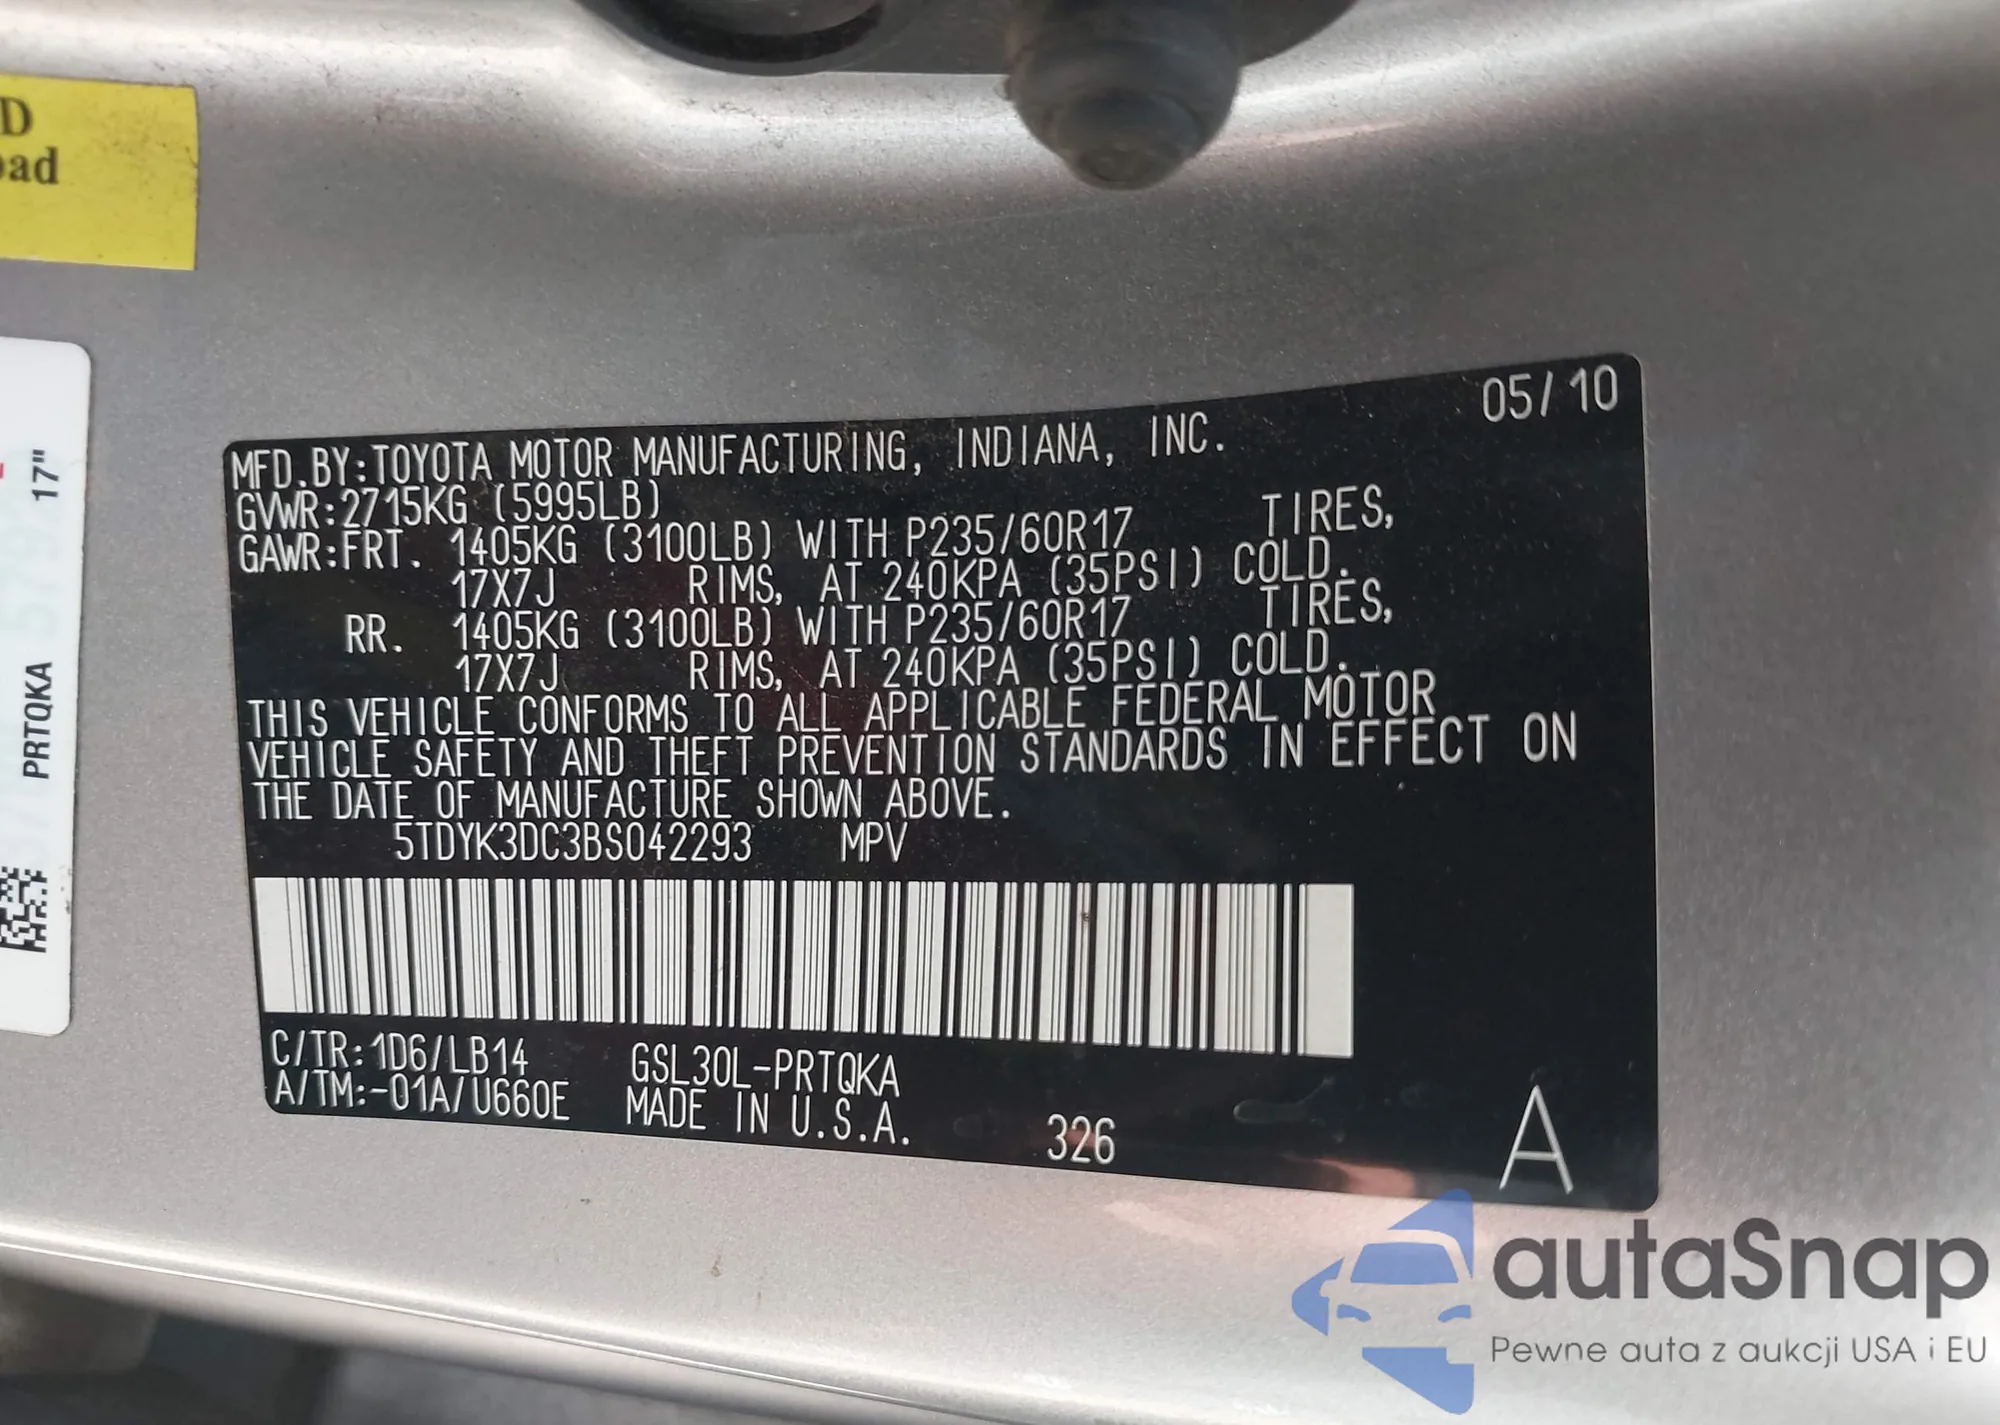 D
17"
PRTQKA
05/10
MFD.BY:TOYOTA MOTOR MANUFACTURING, INDIANA, INC.
GVWR:2715KG (5995LB)
GAWR:FRT. 1405KG (3100LB) WITH P235/60R17 TIRES,
17X7J RIMS, AT 240KPA (35PSI) COLD.
RR. 1405KG (3100LB) WITH P235/60R17 TIRES,
17X7J RIMS, AT 240KPA (35PSI) COLD.
THIS VEHICLE CONFORMS TO ALL APPLICABLE FEDERAL MOTOR
VEHICLE SAFETY AND THEFT PREVENTION STANDARDS IN EFFECT ON
THE DATE OF MANUFACTURE SHOWN ABOVE.
5TDYK3DC3BS042293 MPV
C/TR:1D6/LB14 GSL30L-PRTQKA
A/TM:-01A/U660E MADE IN U.S.A. 326 A
autaSnap
Pewne auta z aukcji USA i EU